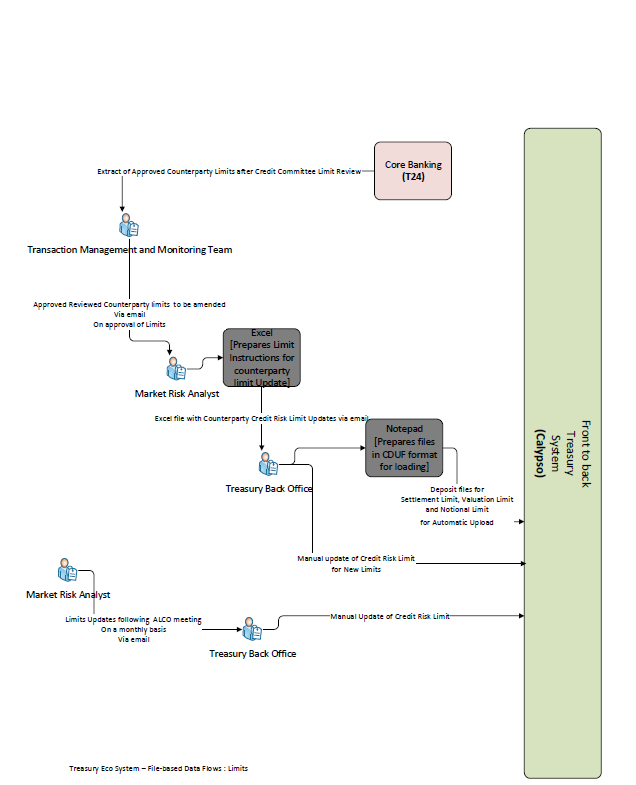 Core Banking
(T24)
Extract of Approved Counterparty Limits after Credit Committee Limit Review
Transaction Management and Monitoring Team
Approved Reviewed Counterparty limits to be amended
Via email
On approval of Limits
Excel
[Prepares Limit
Instructions for
counterparty
limit Update]
Market Risk Analyst
Excel file with Counterparty Credit Risk Limit Updates via email
Notepad
[Prepares files
in CDUF format
for loading]
Treasury Back Office
Deposit files for
Settlement Limit, Valuation Limit
and Notional Limit
for Automatic Upload
Front to back
Treasury
System
(Calypso)
Manual update of Credit Risk Limit
for New Limits
Market Risk Analyst
Limits Updates following ALCO meeting
On a monthly basis
Via email
Manual Update of Credit Risk Limit
Treasury Back Office
Treasury Eco System – File-based Data Flows : Limits